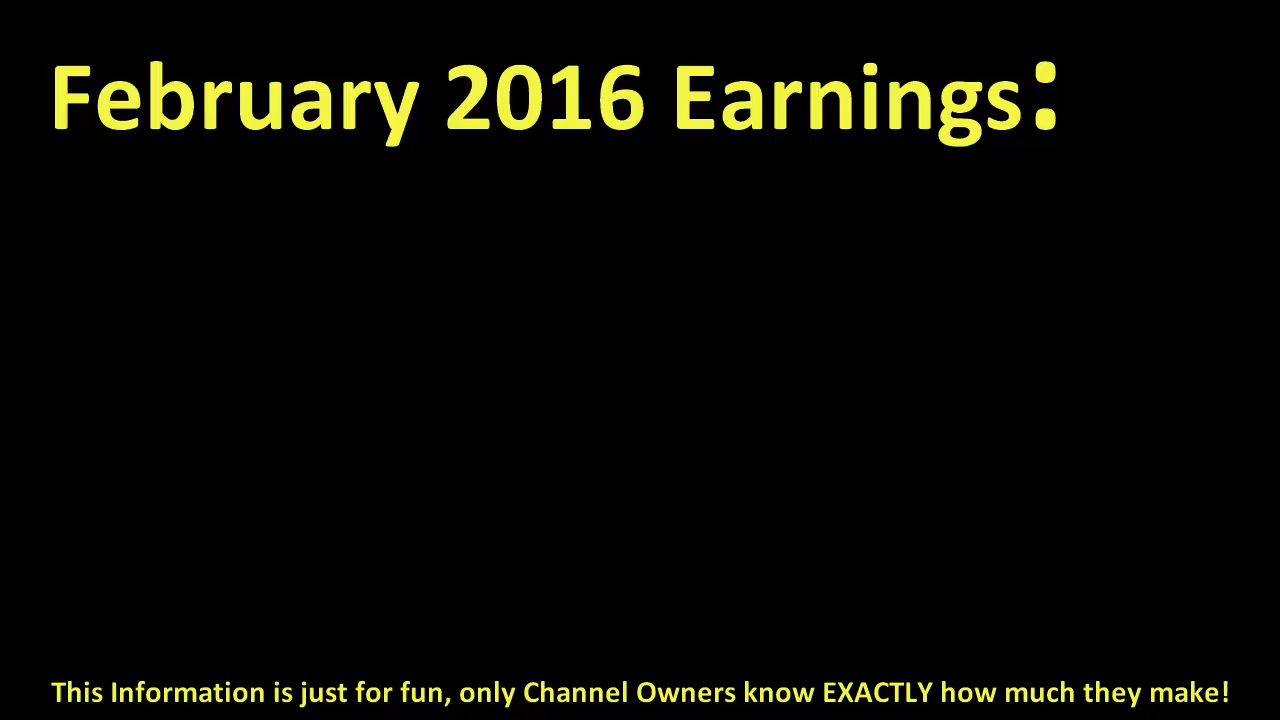 February 2016 Earnings:
This Information is just for fun, only Channel Owners know EXACTLY how much they make!